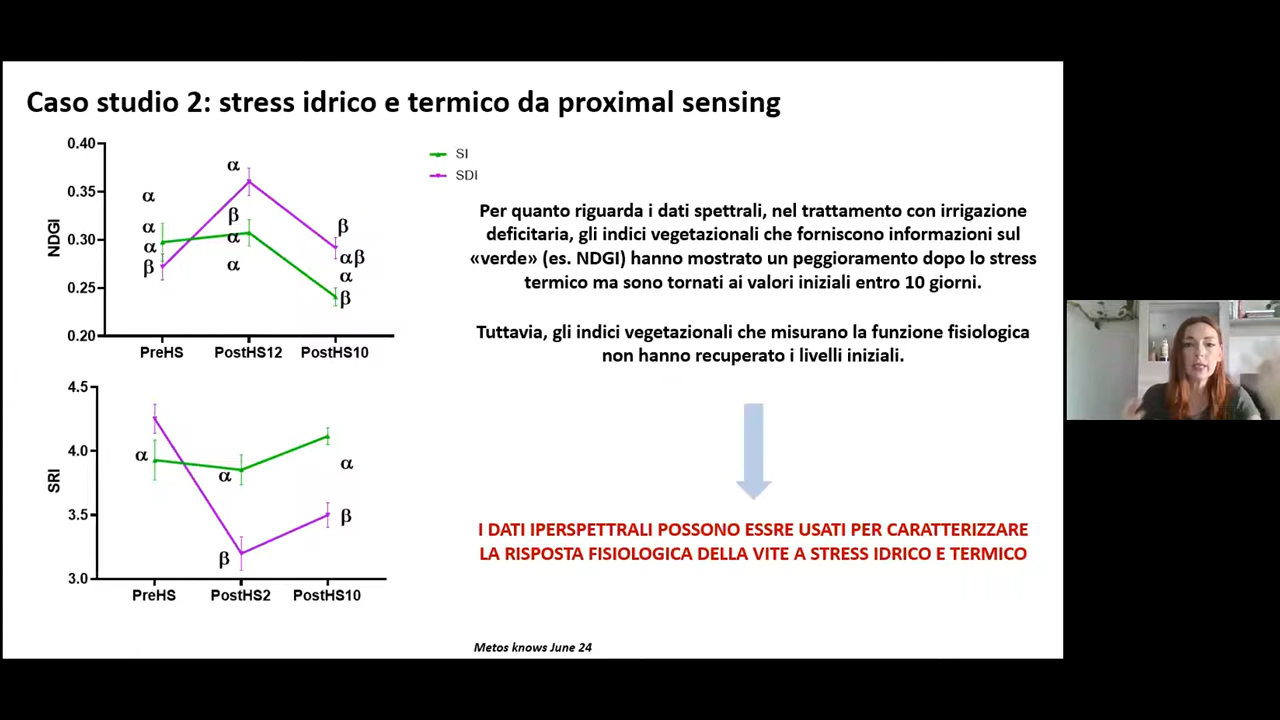 Caso studio 2: stress idrico e termico da proximal sensing
0.40
0.35
0.30
0.25
0.20
NDGI
α
α
α
β
α
β
α
α
β
αβ
α
β
PreHS
PostHS12
PostHS10
SI
SDI
Per quanto riguarda i dati spettrali, nel trattamento con irrigazione
deficitaria, gli indici vegetazionali che forniscono informazioni sul
«verde» (es. NDGI) hanno mostrato un peggioramento dopo lo stress
termico ma sono tornati ai valori iniziali entro 10 giorni.
Tuttavia, gli indici vegetazionali che misurano la funzione fisiologica
non hanno recuperato i livelli iniziali.
4.5
4.0
3.5
3.0
SRI
α
α
β
α
β
PreHS
PostHS2
PostHS10
I DATI IPERSPETTRALI POSSONO ESSRE USATI PER CARATTERIZZARE
LA RISPOSTA FISIOLOGICA DELLA VITE A STRESS IDRICO E TERMICO
Metos knows June 24